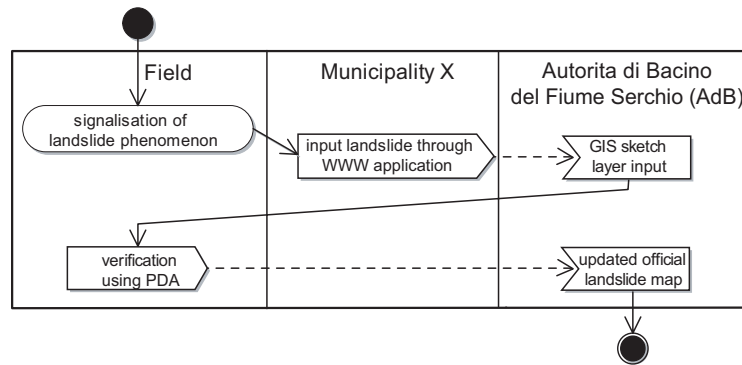 Field
Municipality X
Autorita di Bacino
del Fiume Serchio (AdB)
signalisation of
landslide phenomenon
input landslide through
WWW application
GIS sketch
layer input
verification
using PDA
updated official
landslide map